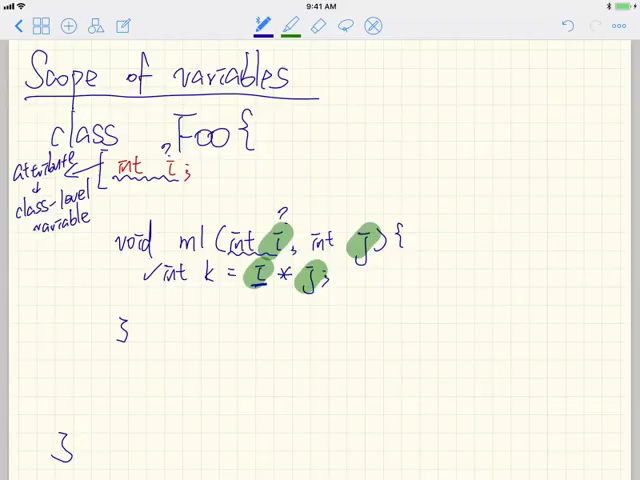 9:41 AM
Scope of variables
class Foo{
?
attribute
int i;
class-level
variable
?
void m1(int i, int j){
✓int k = i * j;
}
}